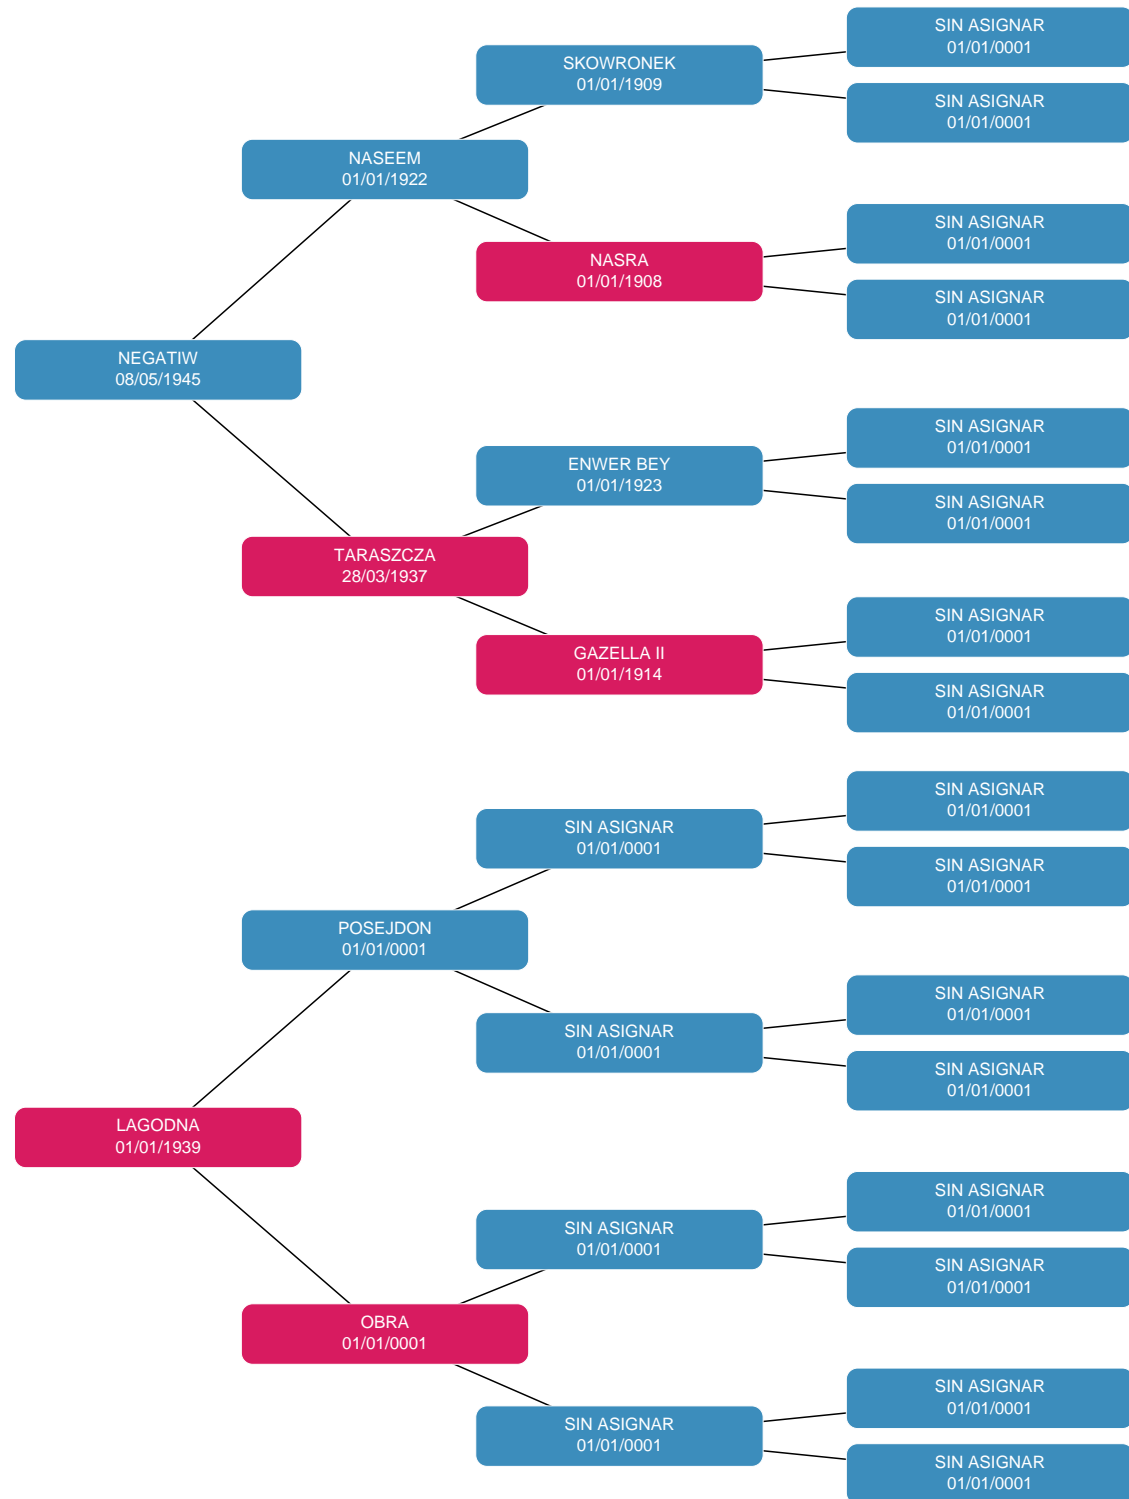 SIN ASIGNAR
01/01/0001
SKOWRONEK
01/01/1909
SIN ASIGNAR
01/01/0001
NASEEM
01/01/1922
SIN ASIGNAR
01/01/0001
NASRA
01/01/1908
SIN ASIGNAR
01/01/0001
NEGATIW
08/05/1945
SIN ASIGNAR
01/01/0001
ENWER BEY
01/01/1923
SIN ASIGNAR
01/01/0001
TARASZCZA
28/03/1937
SIN ASIGNAR
01/01/0001
GAZELLA II
01/01/1914
SIN ASIGNAR
01/01/0001
SIN ASIGNAR
01/01/0001
SIN ASIGNAR
01/01/0001
SIN ASIGNAR
01/01/0001
POSEJDON
01/01/0001
SIN ASIGNAR
01/01/0001
SIN ASIGNAR
01/01/0001
SIN ASIGNAR
01/01/0001
LAGODNA
01/01/1939
SIN ASIGNAR
01/01/0001
SIN ASIGNAR
01/01/0001
SIN ASIGNAR
01/01/0001
OBRA
01/01/0001
SIN ASIGNAR
01/01/0001
SIN ASIGNAR
01/01/0001
SIN ASIGNAR
01/01/0001